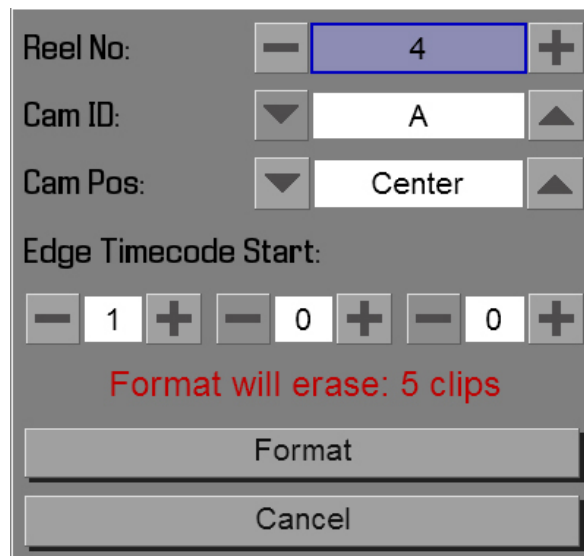 Reel No: 4
Cam ID: A
Cam Pos: Center
Edge Timecode Start:
1 0 0
Format will erase: 5 clips
Format
Cancel